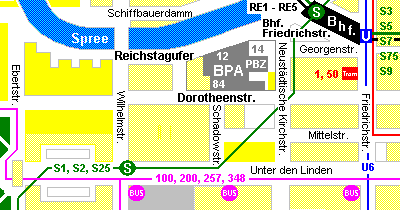 Schiffbauerdamm
RE1 - RE5
S
Bhf.
Friedrichstr.
Bhf.
U
S3
S5
S7
S75
S9
Spree
Reichstagufer
Georgenstr.
12
14
BPA
PBZ
84
1, 50 Tram
Ebertstr.
Wilhelmstr.
Dorotheenstr.
Schadowstr.
Neustädtische Kirchstr.
Friedrichstr.
Mittelstr.
S1, S2, S25
S
Unter den Linden
100, 200, 257, 348
U6
BUS
BUS
BUS